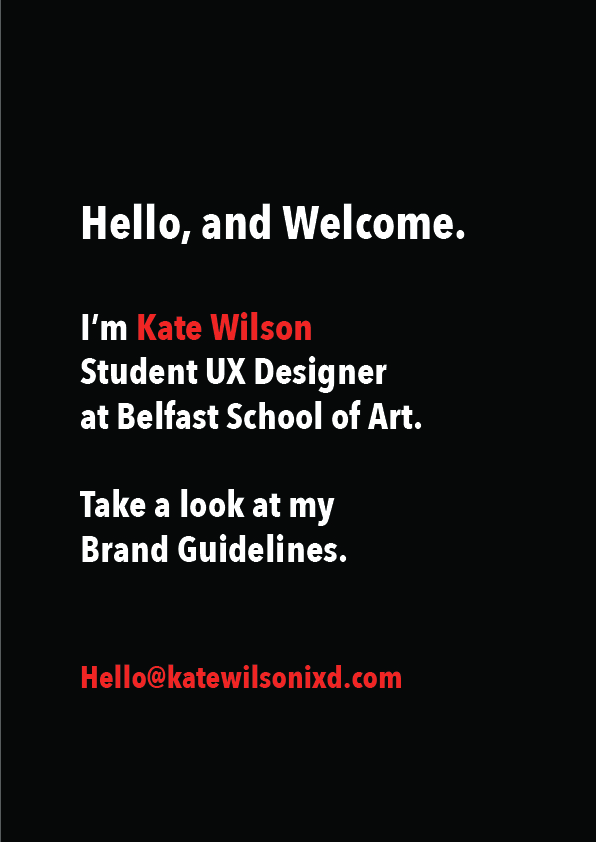 Hello, and Welcome.
I’m Kate Wilson
Student UX Designer
at Belfast School of Art.
Take a look at my
Brand Guidelines.
Hello@katewilsonixd.com